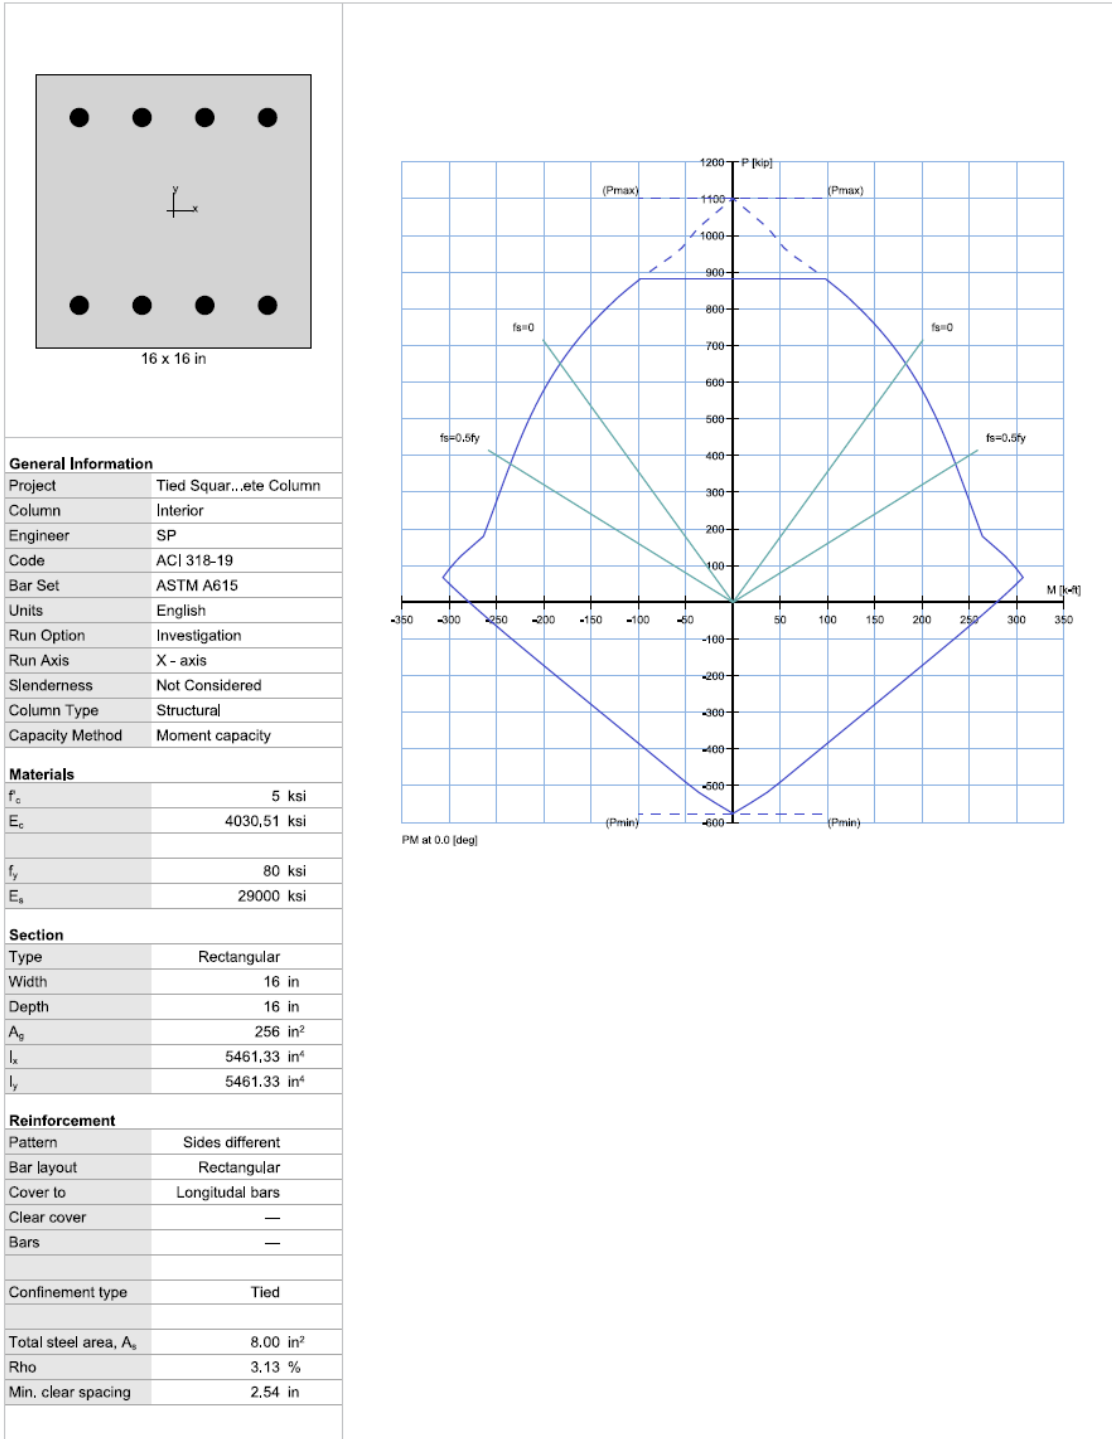 y
x
16 x 16 in
General Information
Project Tied Squar...ete Column
Column Interior
Engineer SP
Code ACI 318-19
Bar Set ASTM A615
Units English
Run Option Investigation
Run Axis X - axis
Slenderness Not Considered
Column Type Structural
Capacity Method Moment capacity
Materials
f'c 5 ksi
Ec 4030.51 ksi
fy 80 ksi
Es 29000 ksi
Section
Type Rectangular
Width 16 in
Depth 16 in
Ag 256 in²
Ix 5461.33 in⁴
Iy 5461.33 in⁴
Reinforcement
Pattern Sides different
Bar layout Rectangular
Cover to Longitudal bars
Clear cover —
Bars —
Confinement type Tied
Total steel area, As 8.00 in²
Rho 3.13 %
Min. clear spacing 2.54 in
1200 P [kip]
(Pmax) 1100 (Pmax)
1000
900
800
fs=0 700 fs=0
600
500
fs=0.5fy 400 fs=0.5fy
300
200
100
M [k-ft]
-350 -300 -250 -200 -150 -100 -50 50 100 150 200 250 300 350
-100
-200
-300
-400
-500
(Pmin) -600 (Pmin)
PM at 0.0 [deg]